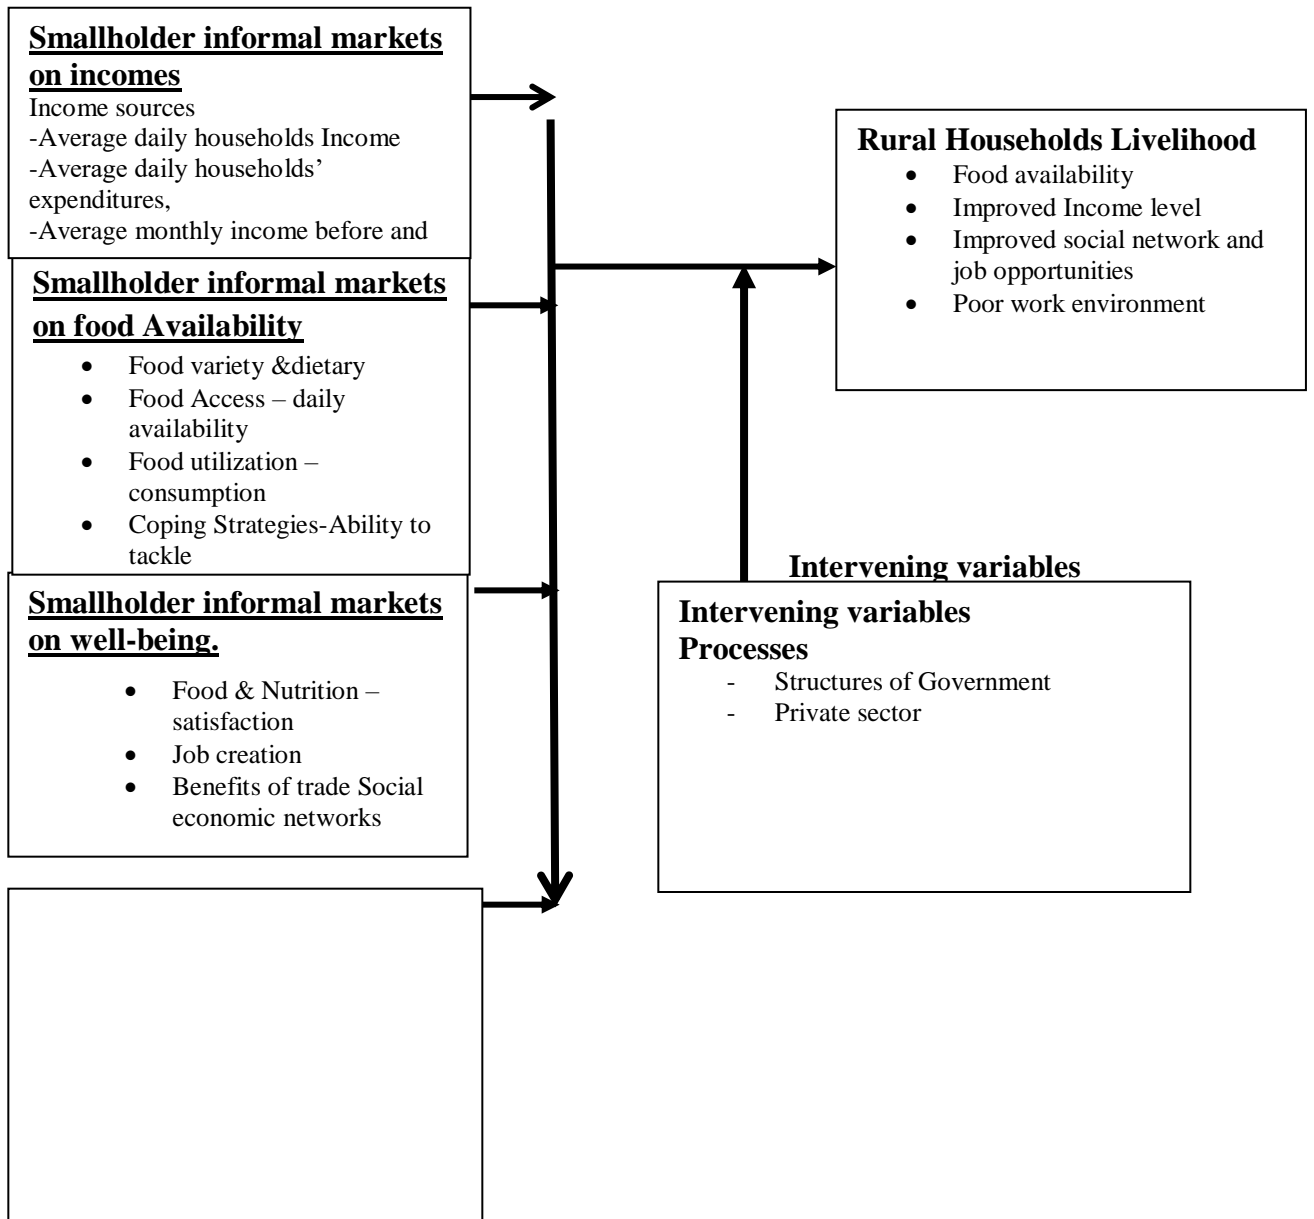 Smallholder informal markets
on incomes
Income sources
-Average daily households Income
-Average daily households’
expenditures,
-Average monthly income before and
Smallholder informal markets
on food Availability
• Food variety &dietary
• Food Access – daily
availability
• Food utilization –
consumption
• Coping Strategies-Ability to
tackle
Smallholder informal markets
on well-being.
• Food & Nutrition –
satisfaction
• Job creation
• Benefits of trade Social
economic networks
Rural Households Livelihood
• Food availability
• Improved Income level
• Improved social network and
job opportunities
• Poor work environment
Intervening variables
Intervening variables
Processes
- Structures of Government
- Private sector